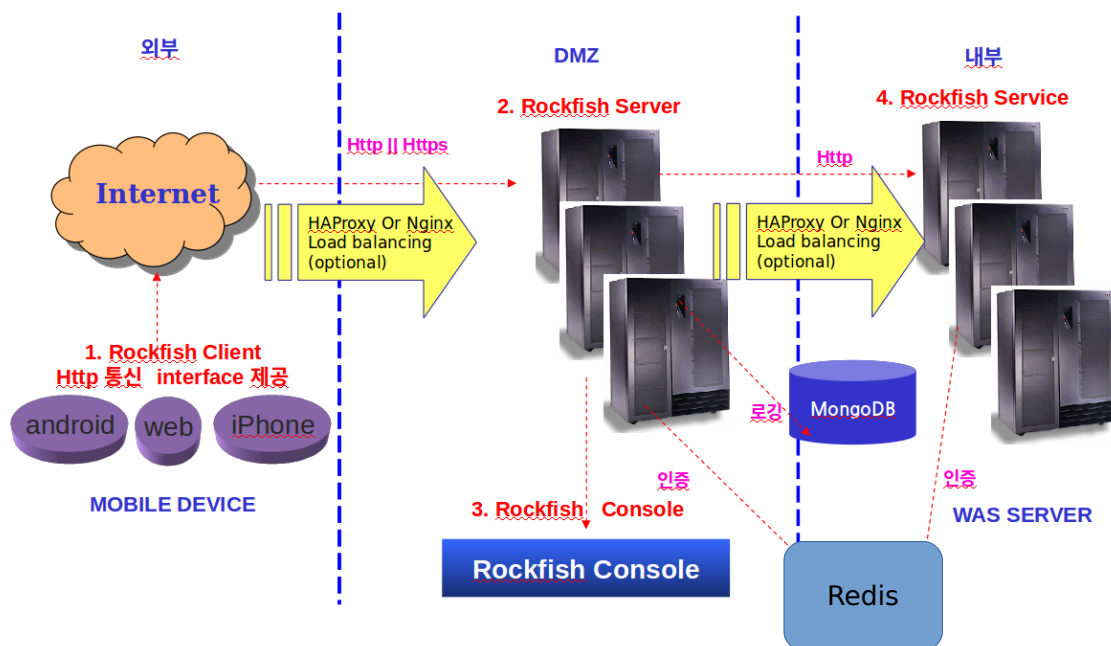 외부
DMZ
내부
2. Rockfish Server
4. Rockfish Service
Http || Https
Http
Internet
HAProxy Or Nginx
Load balancing
(optional)
HAProxy Or Nginx
Load balancing
(optional)
1. Rockfish Client
Http 통신 interface 제공
android
web
iPhone
MOBILE DEVICE
로깅
MongoDB
인증
인증
3. Rockfish Console
WAS SERVER
Rockfish Console
Redis